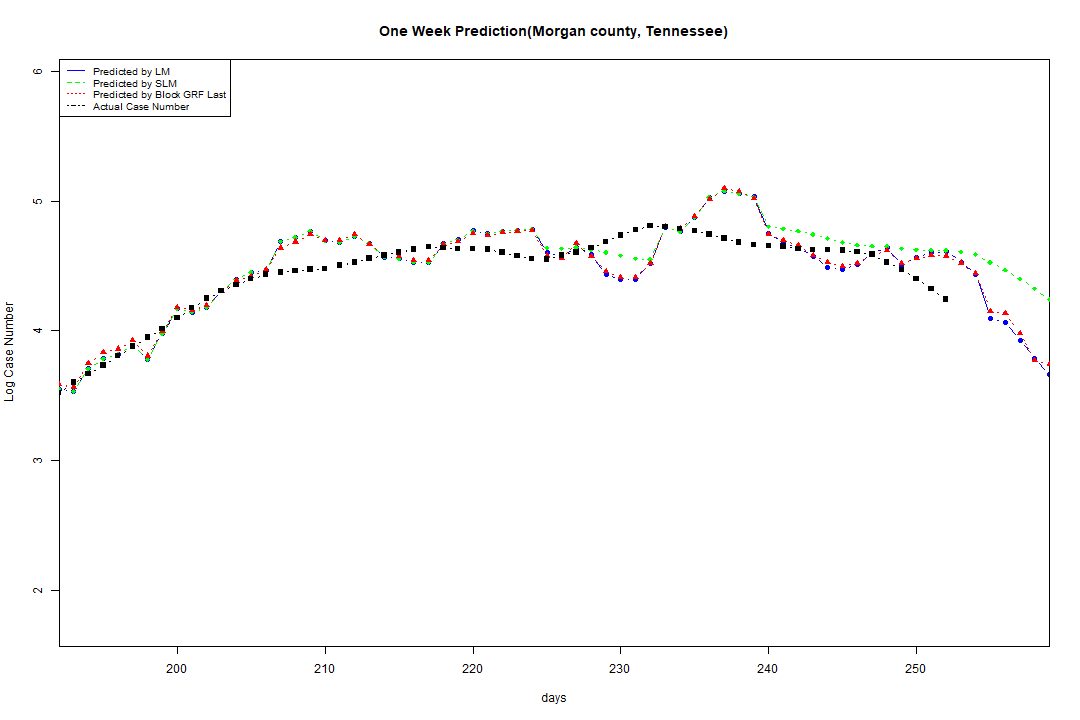 One Week Prediction(Morgan county, Tennessee)
Predicted by LM
Predicted by SLM
Predicted by Block GRF Last
Actual Case Number
6
5
4
3
2
Log Case Number
200 210 220 230 240 250
days